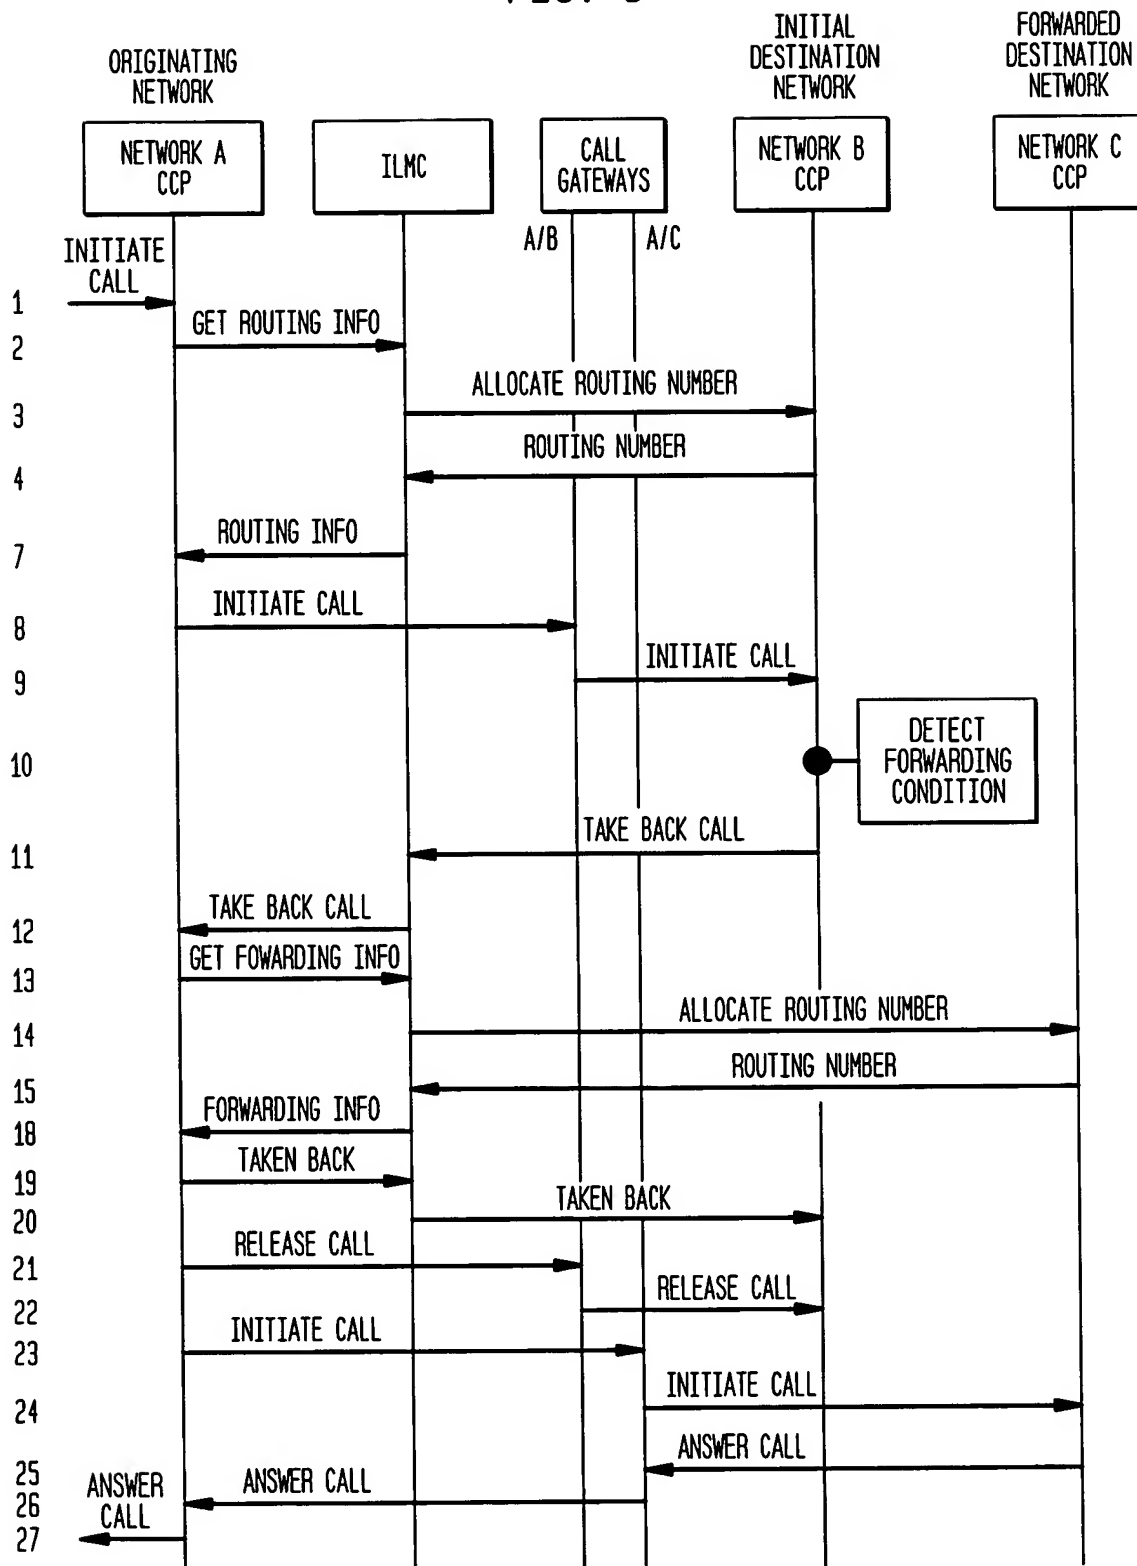 ORIGINATING
NETWORK
INITIAL
DESTINATION
NETWORK
FORWARDED
DESTINATION
NETWORK
NETWORK A
CCP
ILMC
CALL
GATEWAYS
NETWORK B
CCP
NETWORK C
CCP
A/B
A/C
INITIATE
CALL
1
GET ROUTING INFO
2
ALLOCATE ROUTING NUMBER
3
ROUTING NUMBER
4
ROUTING INFO
7
INITIATE CALL
8
INITIATE CALL
9
DETECT
FORWARDING
CONDITION
10
TAKE BACK CALL
11
TAKE BACK CALL
12
GET FOWARDING INFO
13
ALLOCATE ROUTING NUMBER
14
ROUTING NUMBER
15
FORWARDING INFO
18
TAKEN BACK
19
TAKEN BACK
20
RELEASE CALL
21
RELEASE CALL
22
INITIATE CALL
23
INITIATE CALL
24
ANSWER CALL
25
ANSWER CALL
26
ANSWER
CALL
27